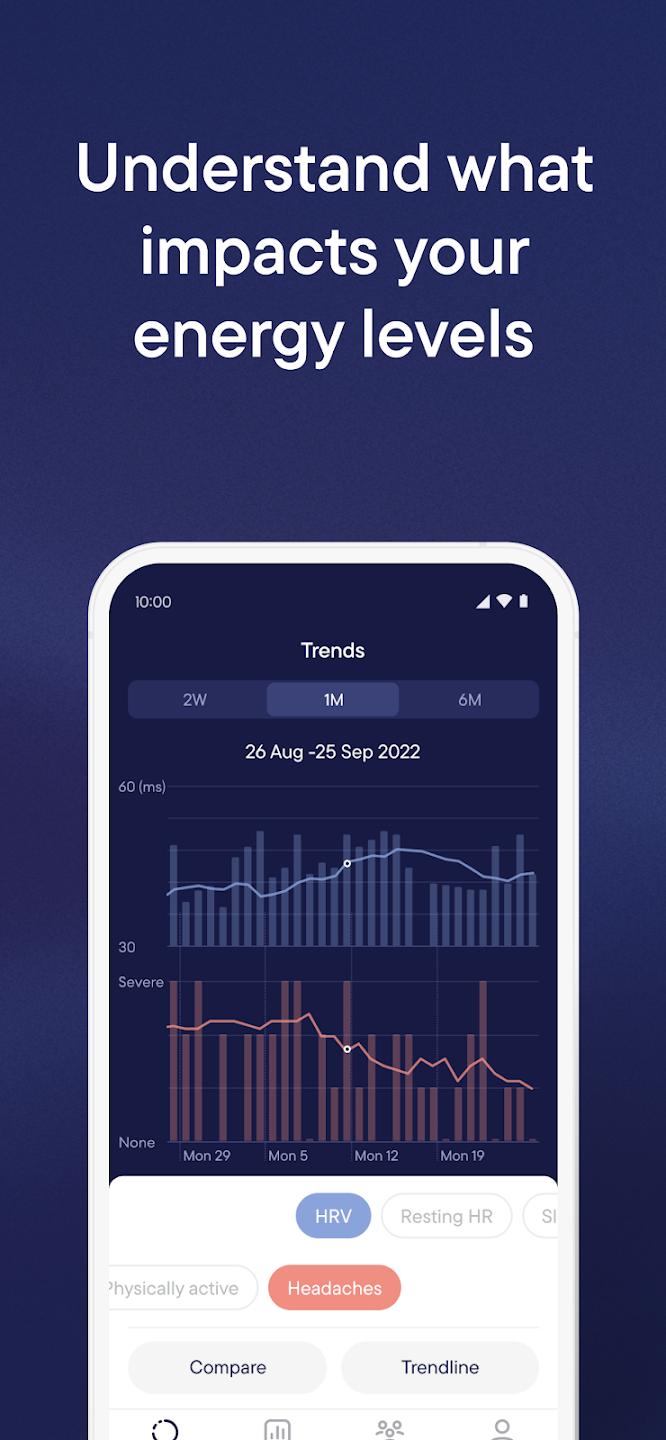 Understand what
impacts your
energy levels
10:00
Trends
2W 1M 6M
26 Aug -25 Sep 2022
60 (ms)
30
Severe
None
Mon 29 Mon 5 Mon 12 Mon 19
HRV Resting HR Sl
Physically active Headaches
Compare Trendline